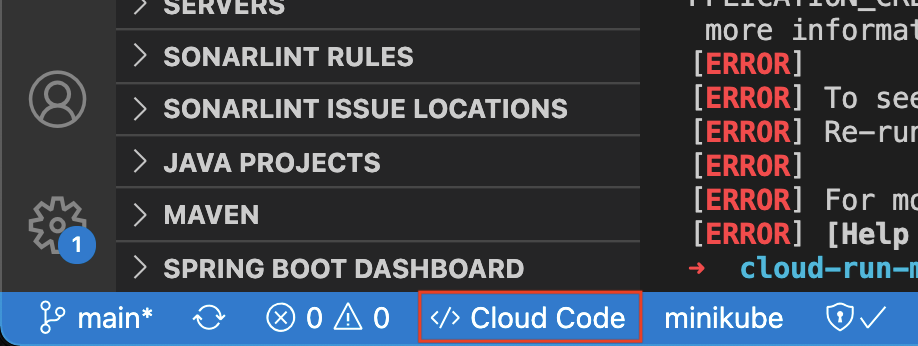 SERVERS
SONARLINT RULES
SONARLINT ISSUE LOCATIONS
JAVA PROJECTS
MAVEN
SPRING BOOT DASHBOARD
more informat
[ERROR]
[ERROR] To see
[ERROR] Re-run
[ERROR]
[ERROR] For mo
[ERROR] [Help
➜ cloud-run-m
1
main* 0 0 </> Cloud Code minikube